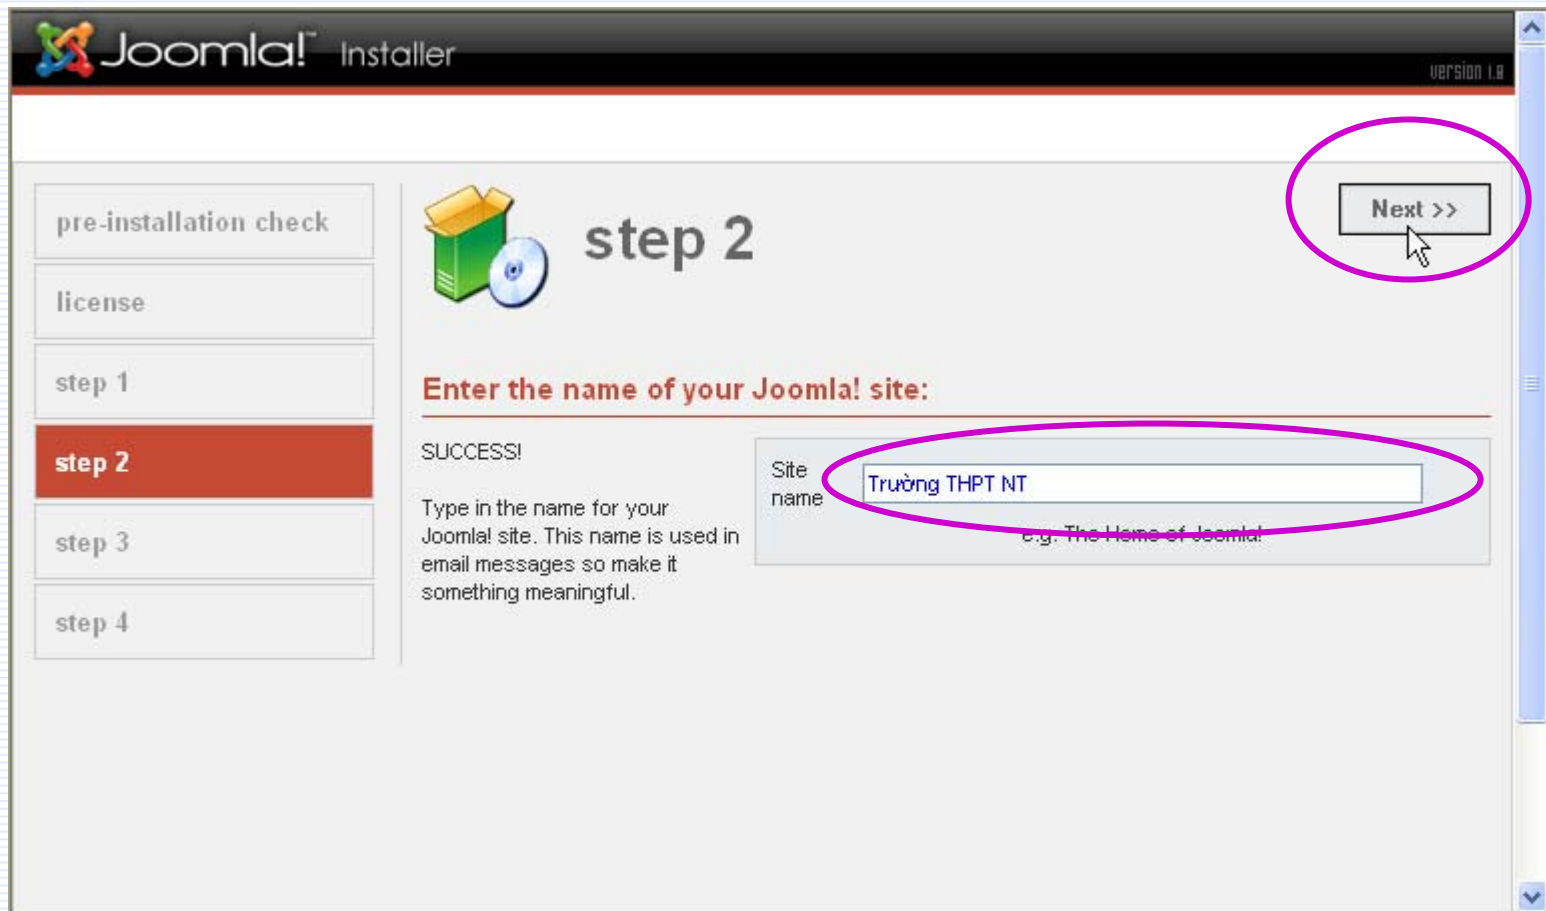 Joomla!™ Installer
version 1.0
pre-installation check
license
step 1
step 2
step 3
step 4
step 2
Next >>
Enter the name of your Joomla! site:
SUCCESS!
Type in the name for your
Joomla! site. This name is used in
email messages so make it
something meaningful.
Site
name
Trường THPT NT
e.g. The Home of Joomla!